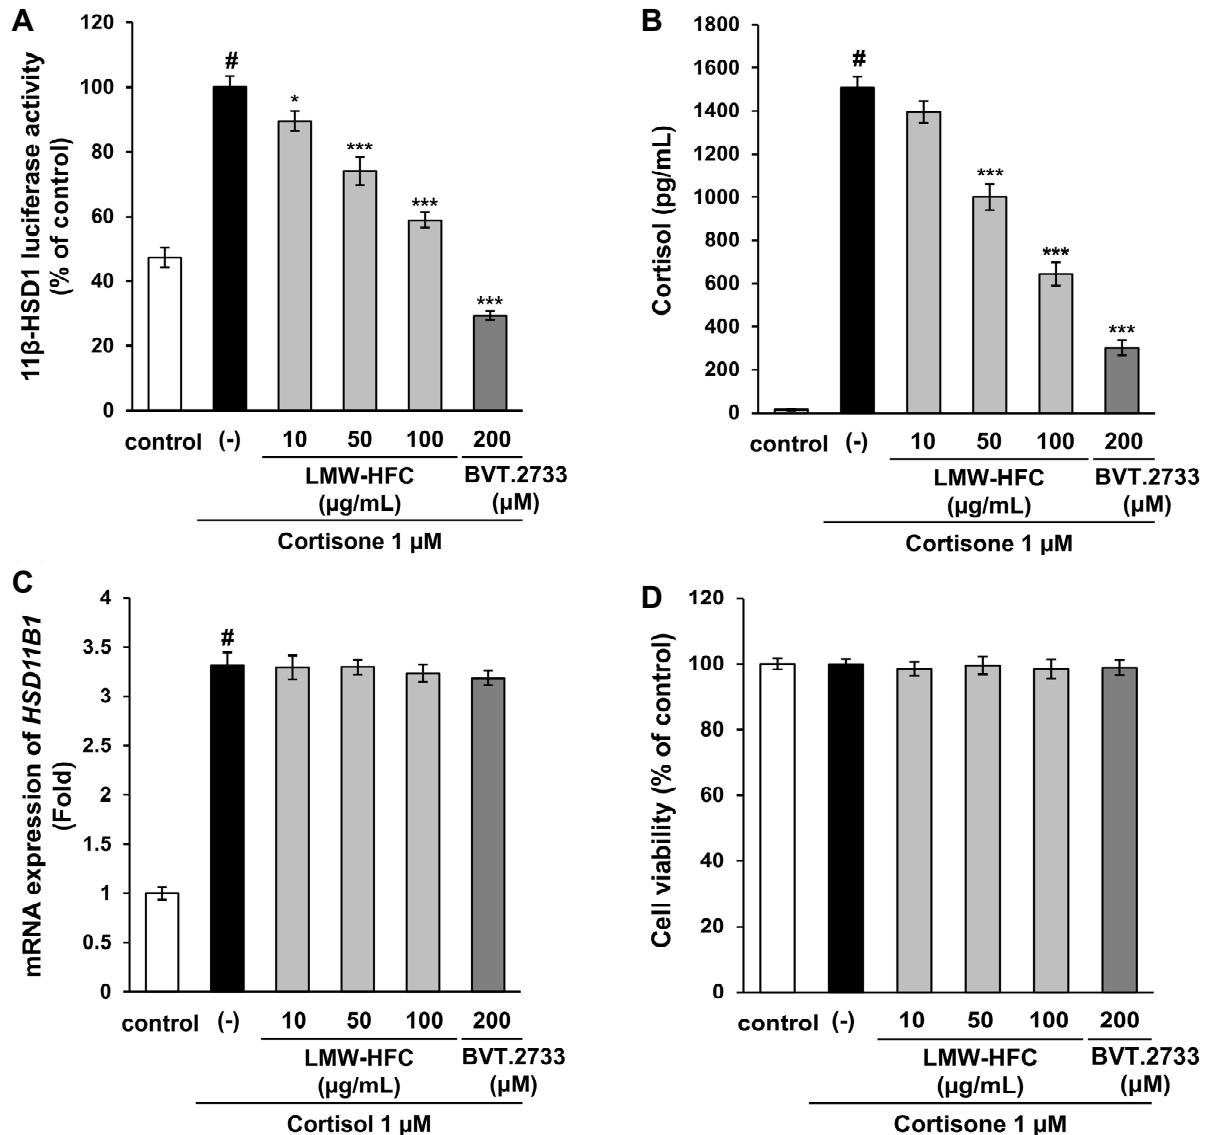 A
11β-HSD1 luciferase activity
(% of control)
120
100
80
60
40
20
0
#
*
***
***
***
control (-) 10 50 100 200
LMW-HFC BVT.2733
(µg/mL) (µM)
Cortisone 1 µM
B
Cortisol (pg/mL)
1800
1600
1400
1200
1000
800
600
400
200
0
#
***
***
***
control (-) 10 50 100 200
LMW-HFC BVT.2733
(µg/mL) (µM)
Cortisone 1 µM
C
mRNA expression of HSD11B1
(Fold)
4
3.5
3
2.5
2
1.5
1
0.5
0
#
control (-) 10 50 100 200
LMW-HFC BVT.2733
(µg/mL) (µM)
Cortisol 1 µM
D
Cell viability (% of control)
120
100
80
60
40
20
0
control (-) 10 50 100 200
LMW-HFC BVT.2733
(µg/mL) (µM)
Cortisone 1 µM